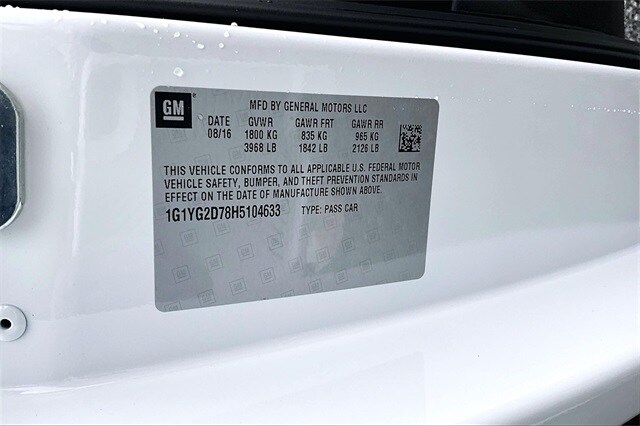 GM
MFD BY GENERAL MOTORS LLC
DATE GVWR GAWR FRT GAWR RR
08/16 1800 KG 835 KG 965 KG
3968 LB 1842 LB 2126 LB
THIS VEHICLE CONFORMS TO ALL APPLICABLE U.S. FEDERAL MOTOR
VEHICLE SAFETY, BUMPER, AND THEFT PREVENTION STANDARDS IN
EFFECT ON THE DATE OF MANUFACTURE SHOWN ABOVE.
1G1YG2D78H5104633 TYPE: PASS CAR